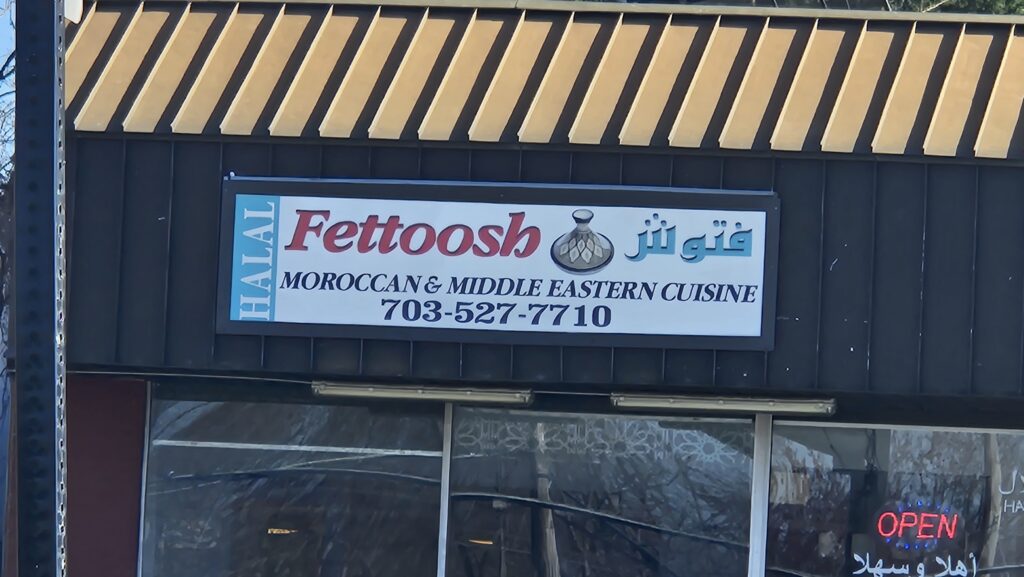 HALAL
Fettoosh فتوش
MOROCCAN & MIDDLE EASTERN CUISINE
703-527-7710
OPEN
أهلا وسهلا